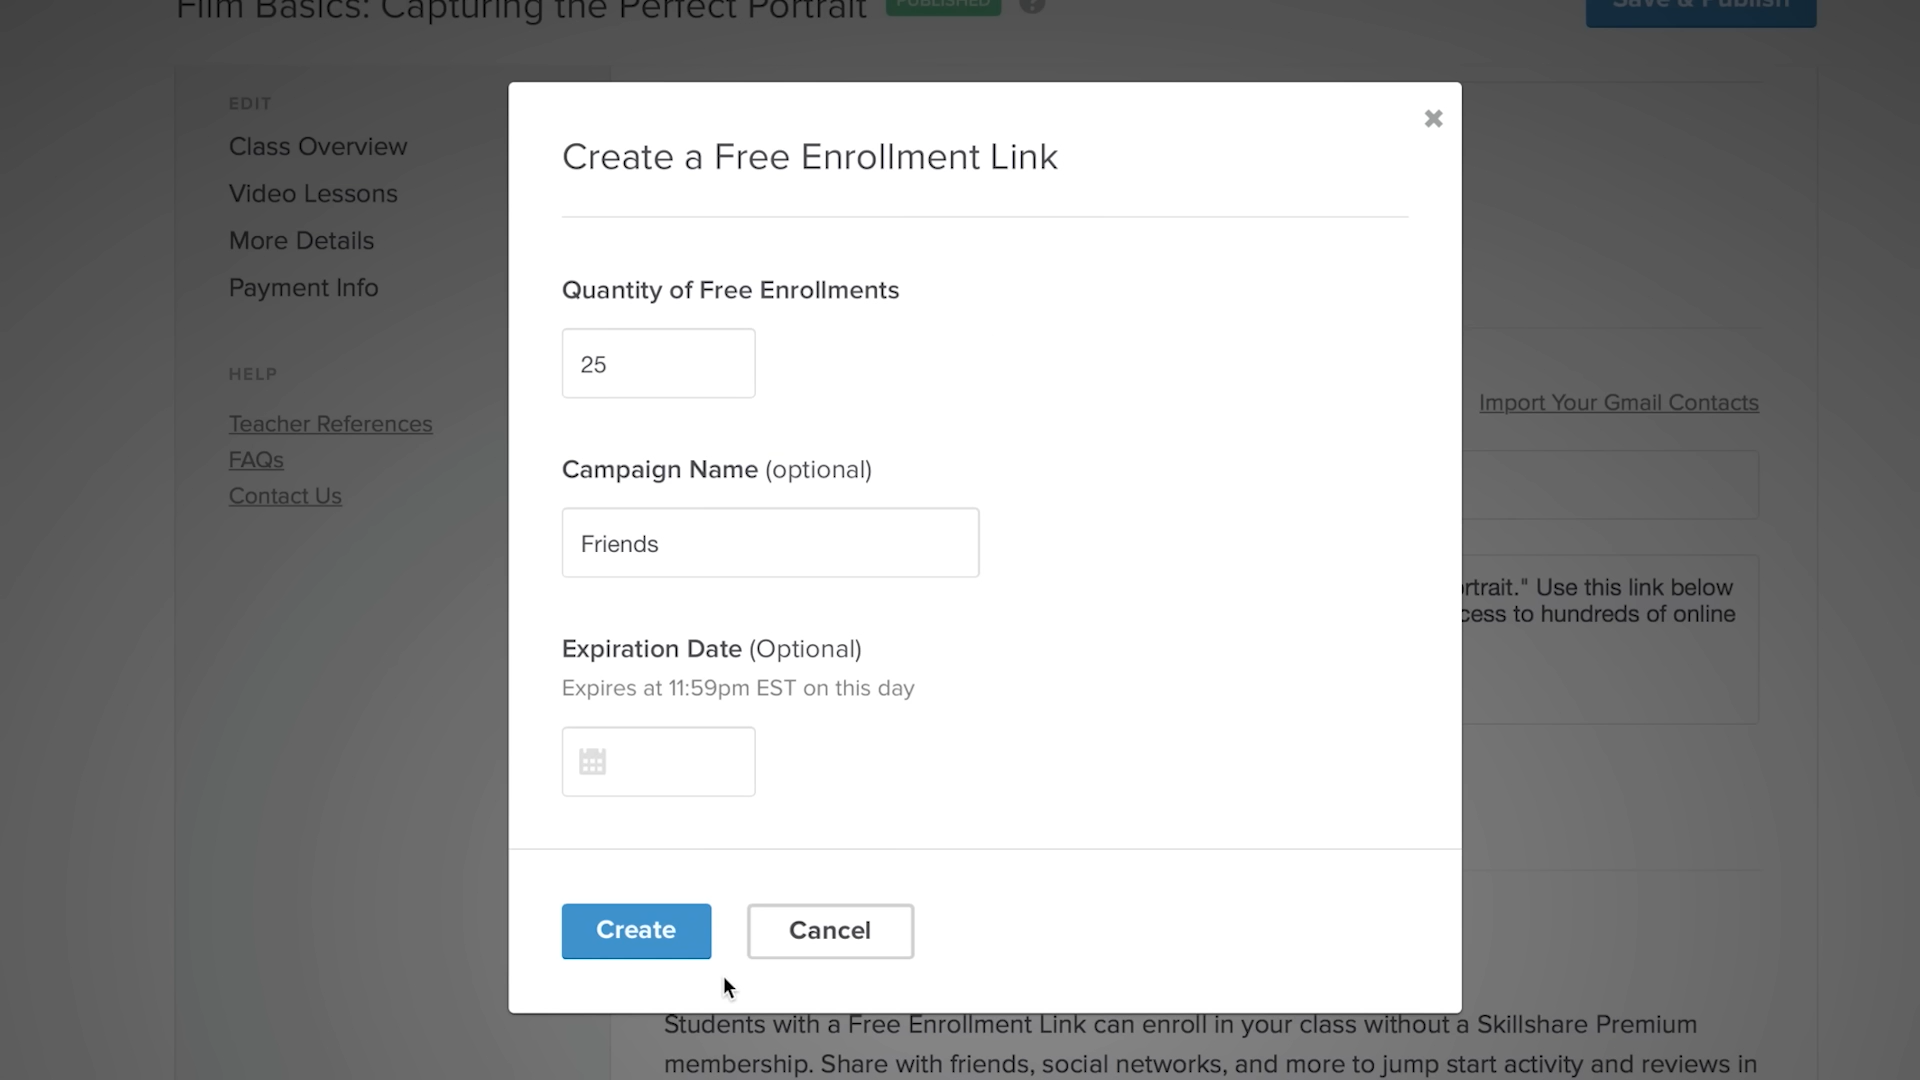 Film Basics: Capturing the Perfect Portrait
PUBLISHED
Save & Publish
EDIT
Class Overview
Video Lessons
More Details
Payment Info
HELP
Teacher References
FAQs
Contact Us
Create a Free Enrollment Link
Quantity of Free Enrollments
25
Campaign Name (optional)
Friends
Expiration Date (Optional)
Expires at 11:59pm EST on this day
Create
Cancel
Import Your Gmail Contacts
rtrait." Use this link below
cess to hundreds of online
Students with a Free Enrollment Link can enroll in your class without a Skillshare Premium
membership. Share with friends, social networks, and more to jump start activity and reviews in